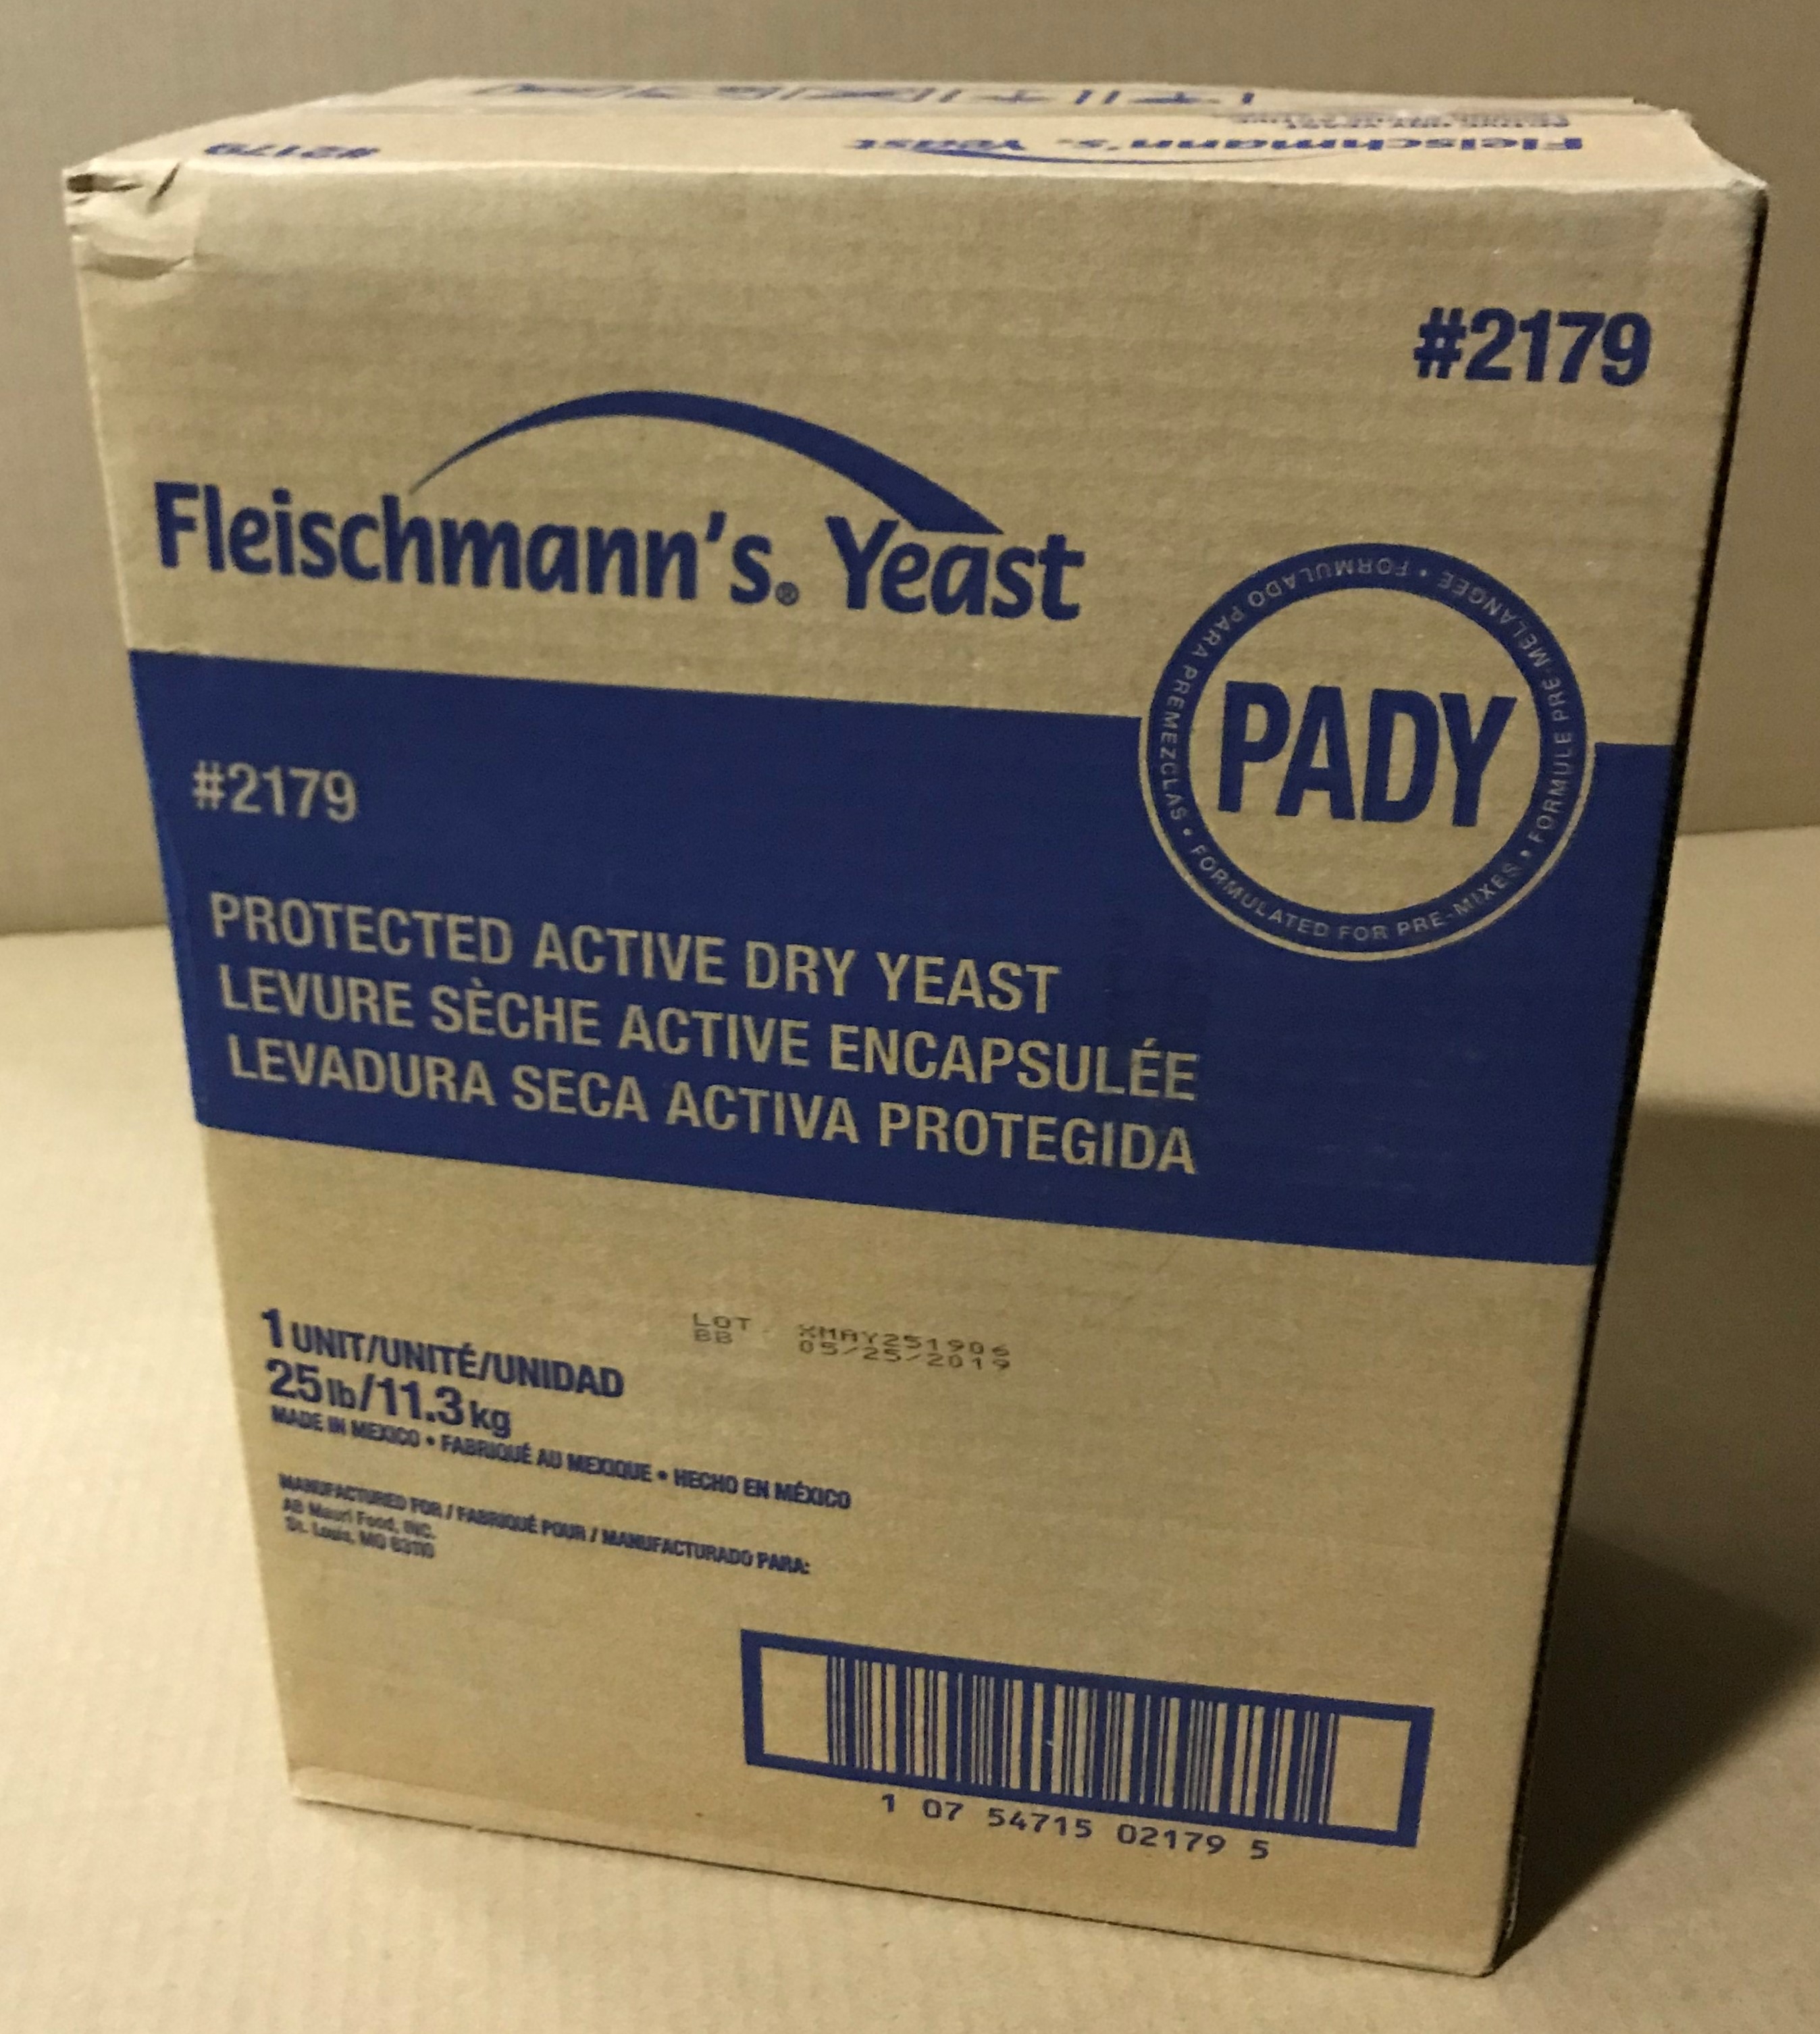 #2179
Fleischmann's Yeast
#2179
Fleischmann's® Yeast
PADY
FORMULADO PARA PREMEZCLAS • FORMULATED FOR PRE-MIXES • FORMULE PRÉ MELANGÉE •
#2179
PROTECTED ACTIVE DRY YEAST
LEVURE SÈCHE ACTIVE ENCAPSULÉE
LEVADURA SECA ACTIVA PROTEGIDA
LOT XMAY251906
BB 05/25/2019
1 UNIT/UNITÉ/UNIDAD
25 lb/11.3 kg
MADE IN MEXICO • FABRIQUÉ AU MEXIQUE • HECHO EN MÉXICO
MANUFACTURED FOR / FABRIQUÉ POUR / MANUFACTURADO PARA:
AB Mauri Food, INC.
St. Louis, MO 63110
1 07 54715 02179 5